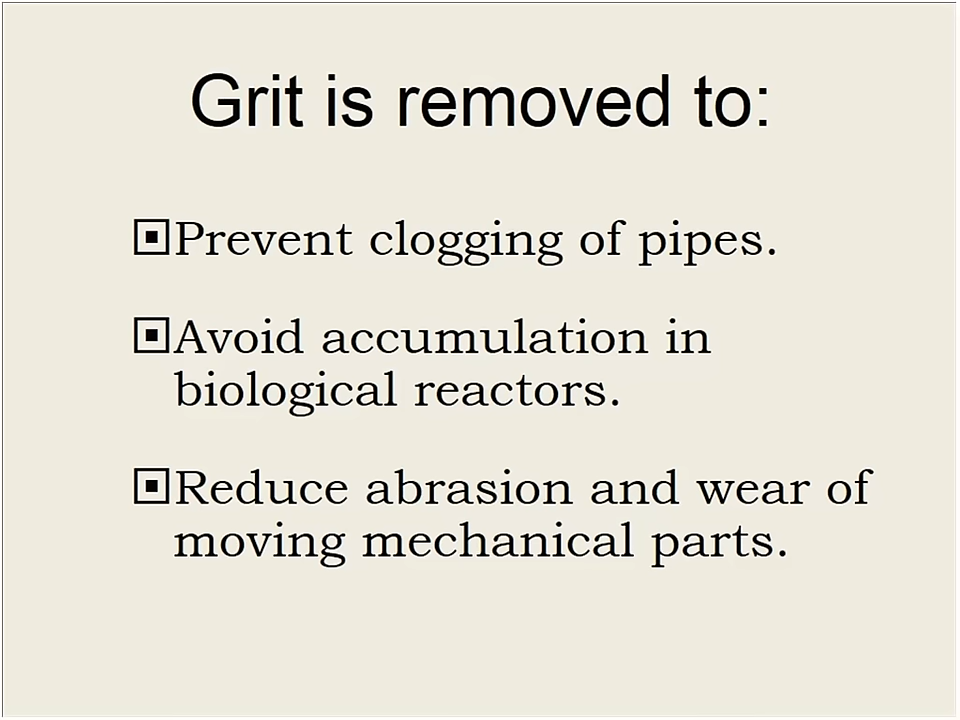 Grit is removed to:
Prevent clogging of pipes.
Avoid accumulation in
biological reactors.
Reduce abrasion and wear of
moving mechanical parts.